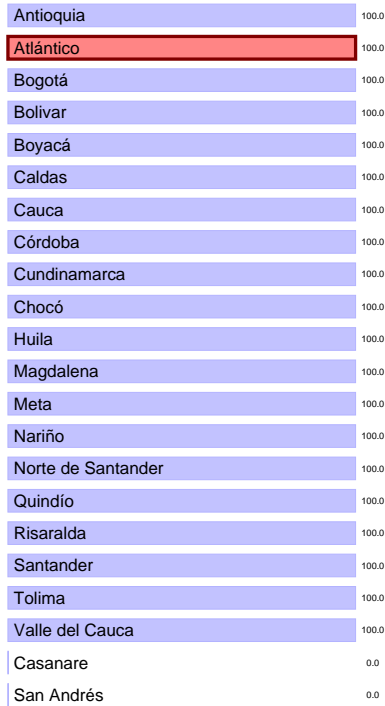 Antioquia 100.0
Atlántico 100.0
Bogotá 100.0
Bolivar 100.0
Boyacá 100.0
Caldas 100.0
Cauca 100.0
Córdoba 100.0
Cundinamarca 100.0
Chocó 100.0
Huila 100.0
Magdalena 100.0
Meta 100.0
Nariño 100.0
Norte de Santander 100.0
Quindío 100.0
Risaralda 100.0
Santander 100.0
Tolima 100.0
Valle del Cauca 100.0
Casanare 0.0
San Andrés 0.0